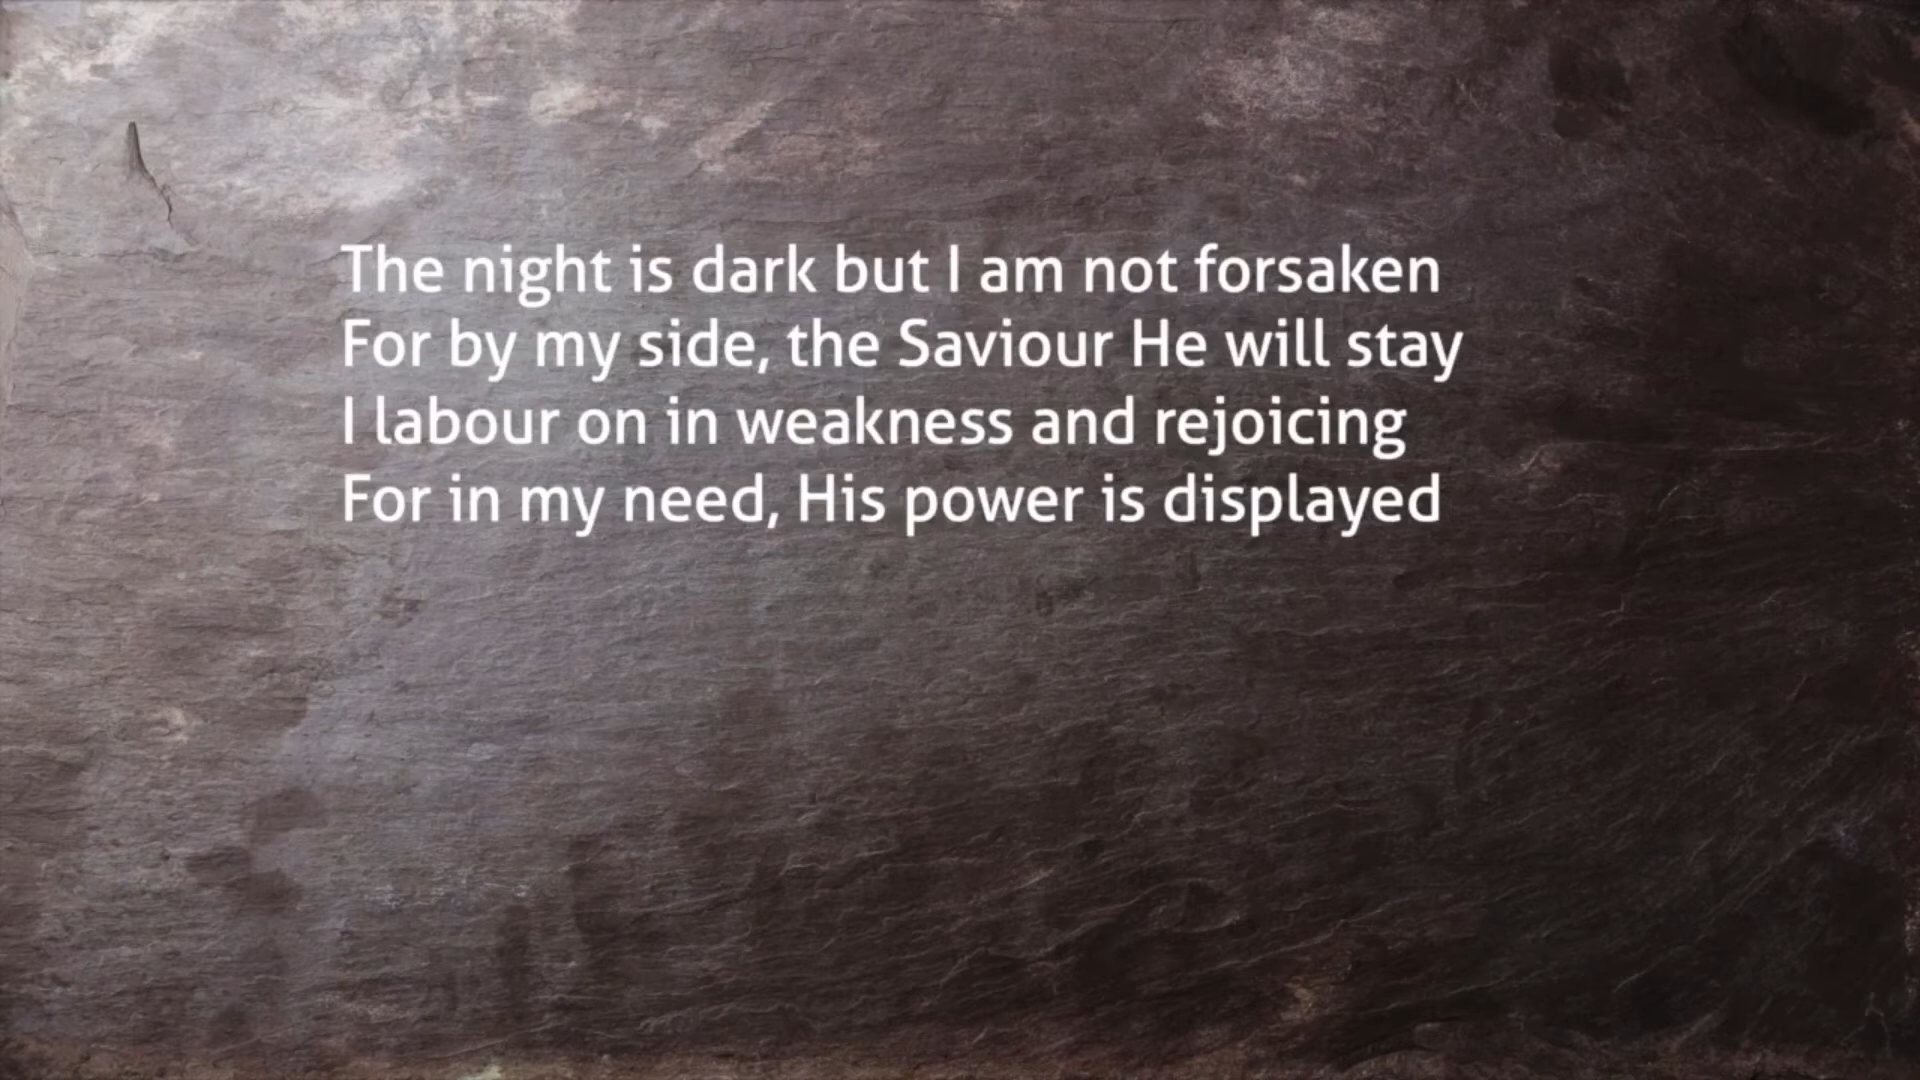 The night is dark but I am not forsaken
For by my side, the Saviour He will stay
I labour on in weakness and rejoicing
For in my need, His power is displayed